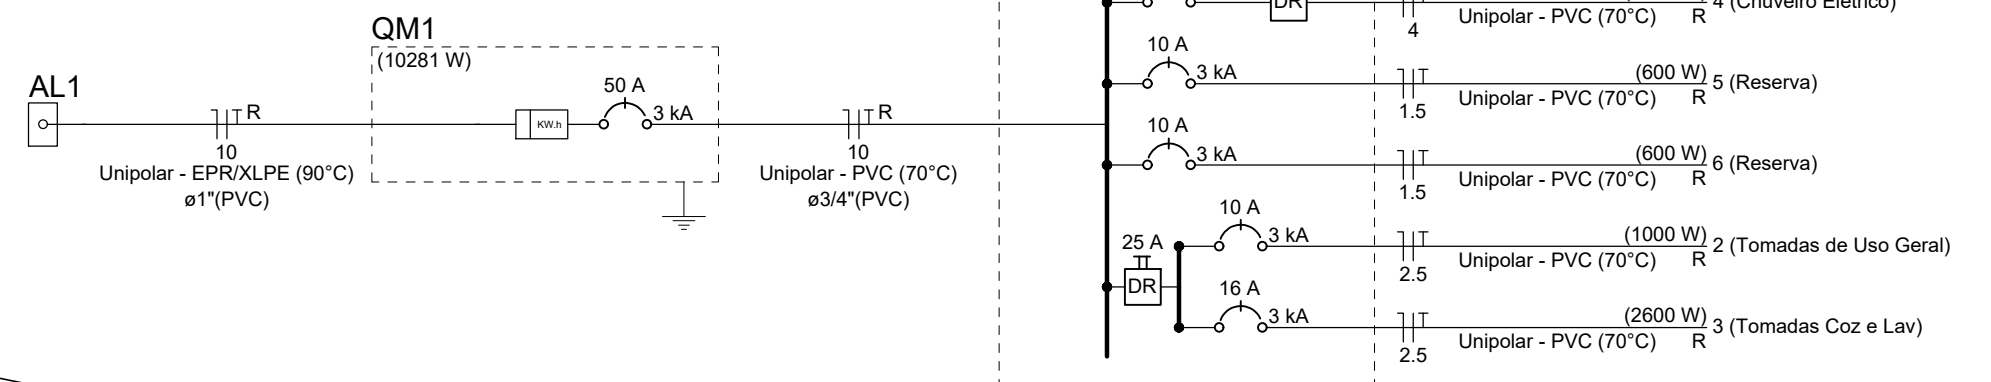 QM1
(10281 W)
AL1
R
10
Unipolar - EPR/XLPE (90°C)
ø1"(PVC)
KW.h
50 A
3 kA
R
10
Unipolar - PVC (70°C)
ø3/4"(PVC)
DR
4
Unipolar - PVC (70°C)
R
4 (Chuveiro Elétrico)
10 A
3 kA
1.5
(600 W)
Unipolar - PVC (70°C)
R
5 (Reserva)
10 A
3 kA
1.5
(600 W)
Unipolar - PVC (70°C)
R
6 (Reserva)
25 A
DR
10 A
3 kA
2.5
(1000 W)
Unipolar - PVC (70°C)
R
2 (Tomadas de Uso Geral)
16 A
3 kA
2.5
(2600 W)
Unipolar - PVC (70°C)
R
3 (Tomadas Coz e Lav)